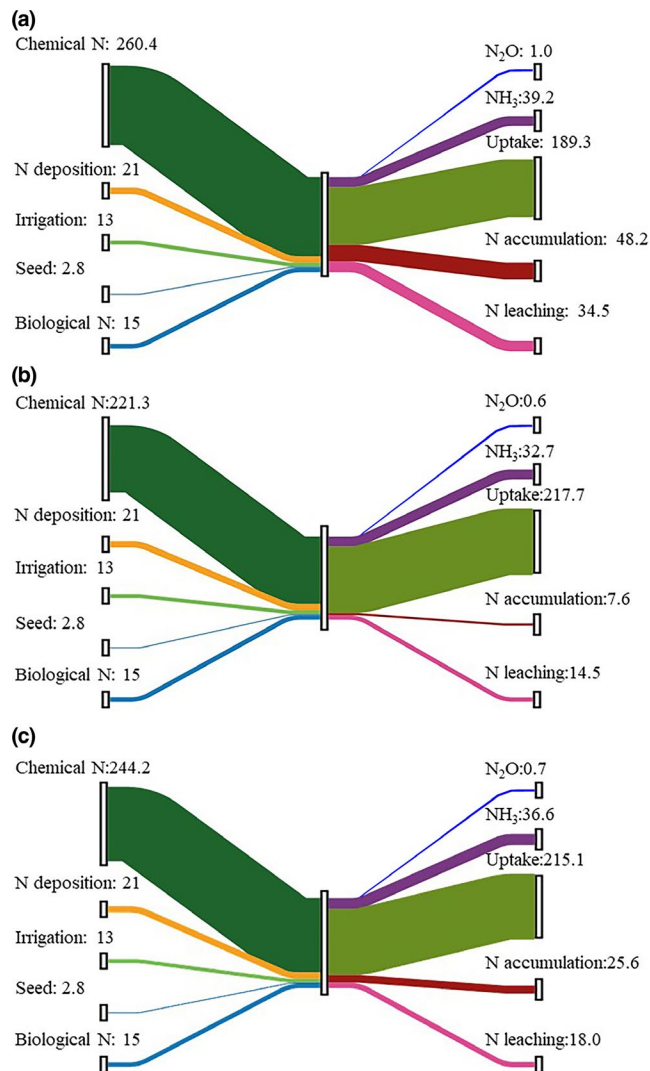 (a)
Chemical N: 260.4
N deposition: 21
Irrigation: 13
Seed: 2.8
Biological N: 15
N₂O: 1.0
NH₃:39.2
Uptake: 189.3
N accumulation: 48.2
N leaching: 34.5
(b)
Chemical N:221.3
N deposition: 21
Irrigation: 13
Seed: 2.8
Biological N: 15
N₂O:0.6
NH₃:32.7
Uptake:217.7
N accumulation:7.6
N leaching:14.5
(c)
Chemical N:244.2
N deposition: 21
Irrigation: 13
Seed: 2.8
Biological N: 15
N₂O:0.7
NH₃:36.6
Uptake:215.1
N accumulation:25.6
N leaching:18.0